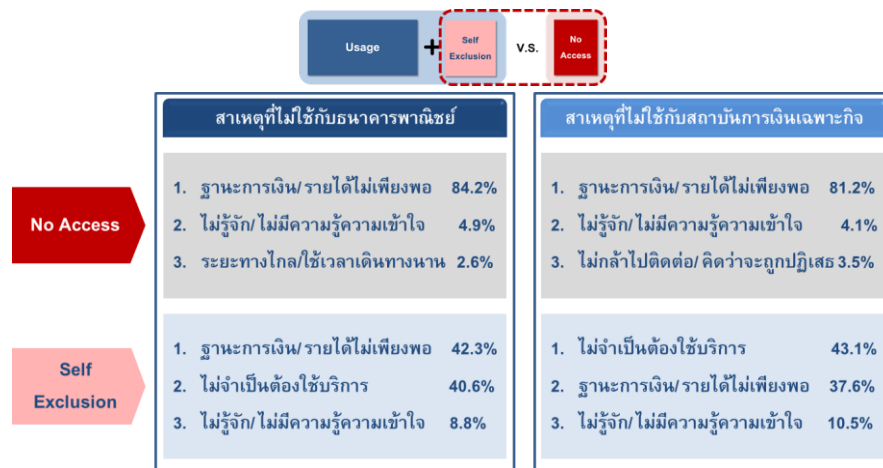 Usage
+
Self
Exclusion
V.S.
No
Access
สาเหตุที่ไม่ใช้กับธนาคารพาณิชย์
สาเหตุที่ไม่ใช้กับสถาบันการเงินเฉพาะกิจ
No Access
1. ฐานะการเงิน/รายได้ไม่เพียงพอ 84.2%
2. ไม่รู้จัก/ไม่มีความรู้ความเข้าใจ 4.9%
3. ระยะทางไกล/ใช้เวลาเดินทางนาน 2.6%
1. ฐานะการเงิน/รายได้ไม่เพียงพอ 81.2%
2. ไม่รู้จัก/ไม่มีความรู้ความเข้าใจ 4.1%
3. ไม่กล้าไปติดต่อ/คิดว่าจะถูกปฏิเสธ 3.5%
Self
Exclusion
1. ฐานะการเงิน/รายได้ไม่เพียงพอ 42.3%
2. ไม่จำเป็นต้องใช้บริการ 40.6%
3. ไม่รู้จัก/ไม่มีความรู้ความเข้าใจ 8.8%
1. ไม่จำเป็นต้องใช้บริการ 43.1%
2. ฐานะการเงิน/รายได้ไม่เพียงพอ 37.6%
3. ไม่รู้จัก/ไม่มีความรู้ความเข้าใจ 10.5%